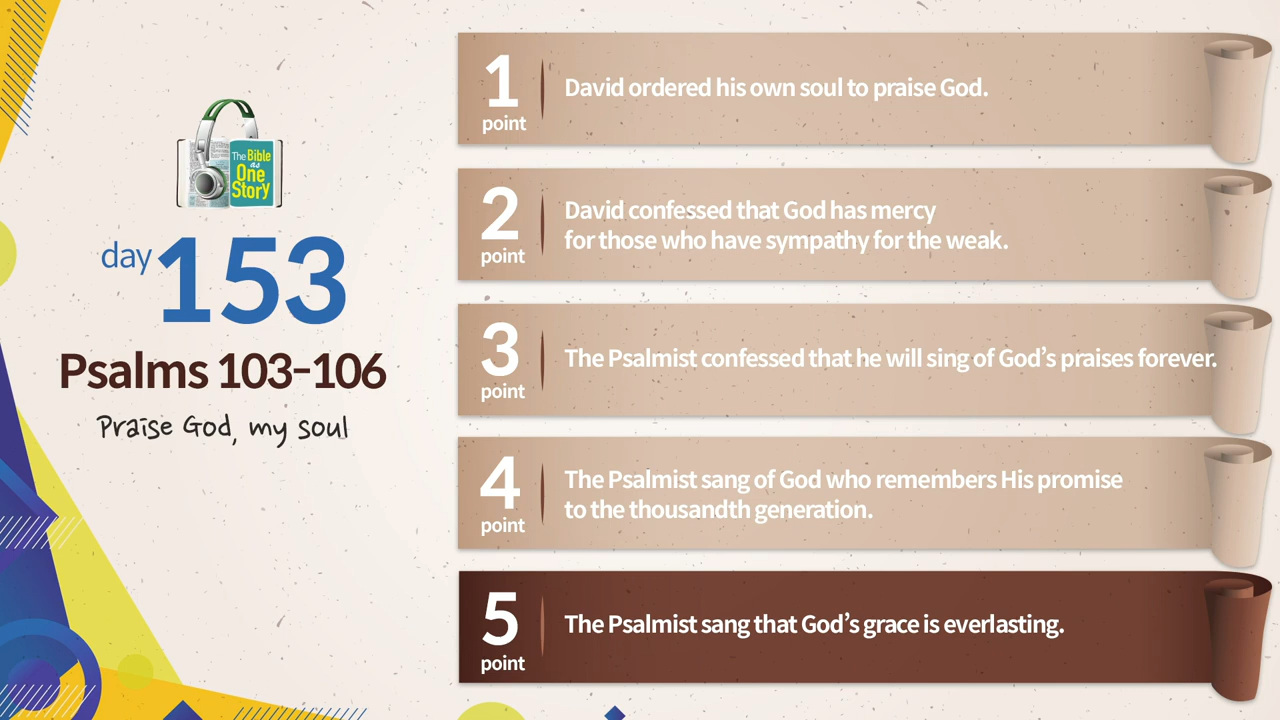 The Bible
as
One
Story
day 153
Psalms 103-106
Praise God, my soul
1
point
David ordered his own soul to praise God.
2
point
David confessed that God has mercy
for those who have sympathy for the weak.
3
point
The Psalmist confessed that he will sing of God’s praises forever.
4
point
The Psalmist sang of God who remembers His promise
to the thousandth generation.
5
point
The Psalmist sang that God’s grace is everlasting.